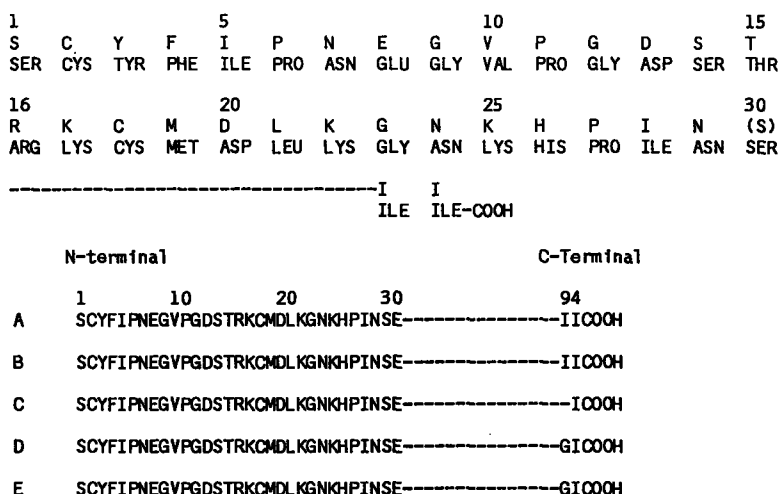 1 5 10 15
S C Y F I P N E G V P G D S T
SER CYS TYR PHE ILE PRO ASN GLU GLY VAL PRO GLY ASP SER THR
16 20 25 30
R K C M D L K G N K H P I N (S)
ARG LYS CYS MET ASP LEU LYS GLY ASN LYS HIS PRO ILE ASN SER
-----------------------------------I I
ILE ILE-COOH
N-terminal C-Terminal
1 10 20 30 94
A SCYFIPNEGVPGDSTRKCMDLKGNKHPINSE----------------IICOOH
B SCYFIPNEGVPGDSTRKCMDLKGNKHPINSE----------------IICOOH
C SCYFIPNEGVPGDSTRKCMDLKGNKHPINSE-----------------ICOOH
D SCYFIPNEGVPGDSTRKCMDLKGNKHPINSE----------------GICOOH
E SCYFIPNEGVPGDSTRKCMDLKGNKHPINSE----------------GICOOH